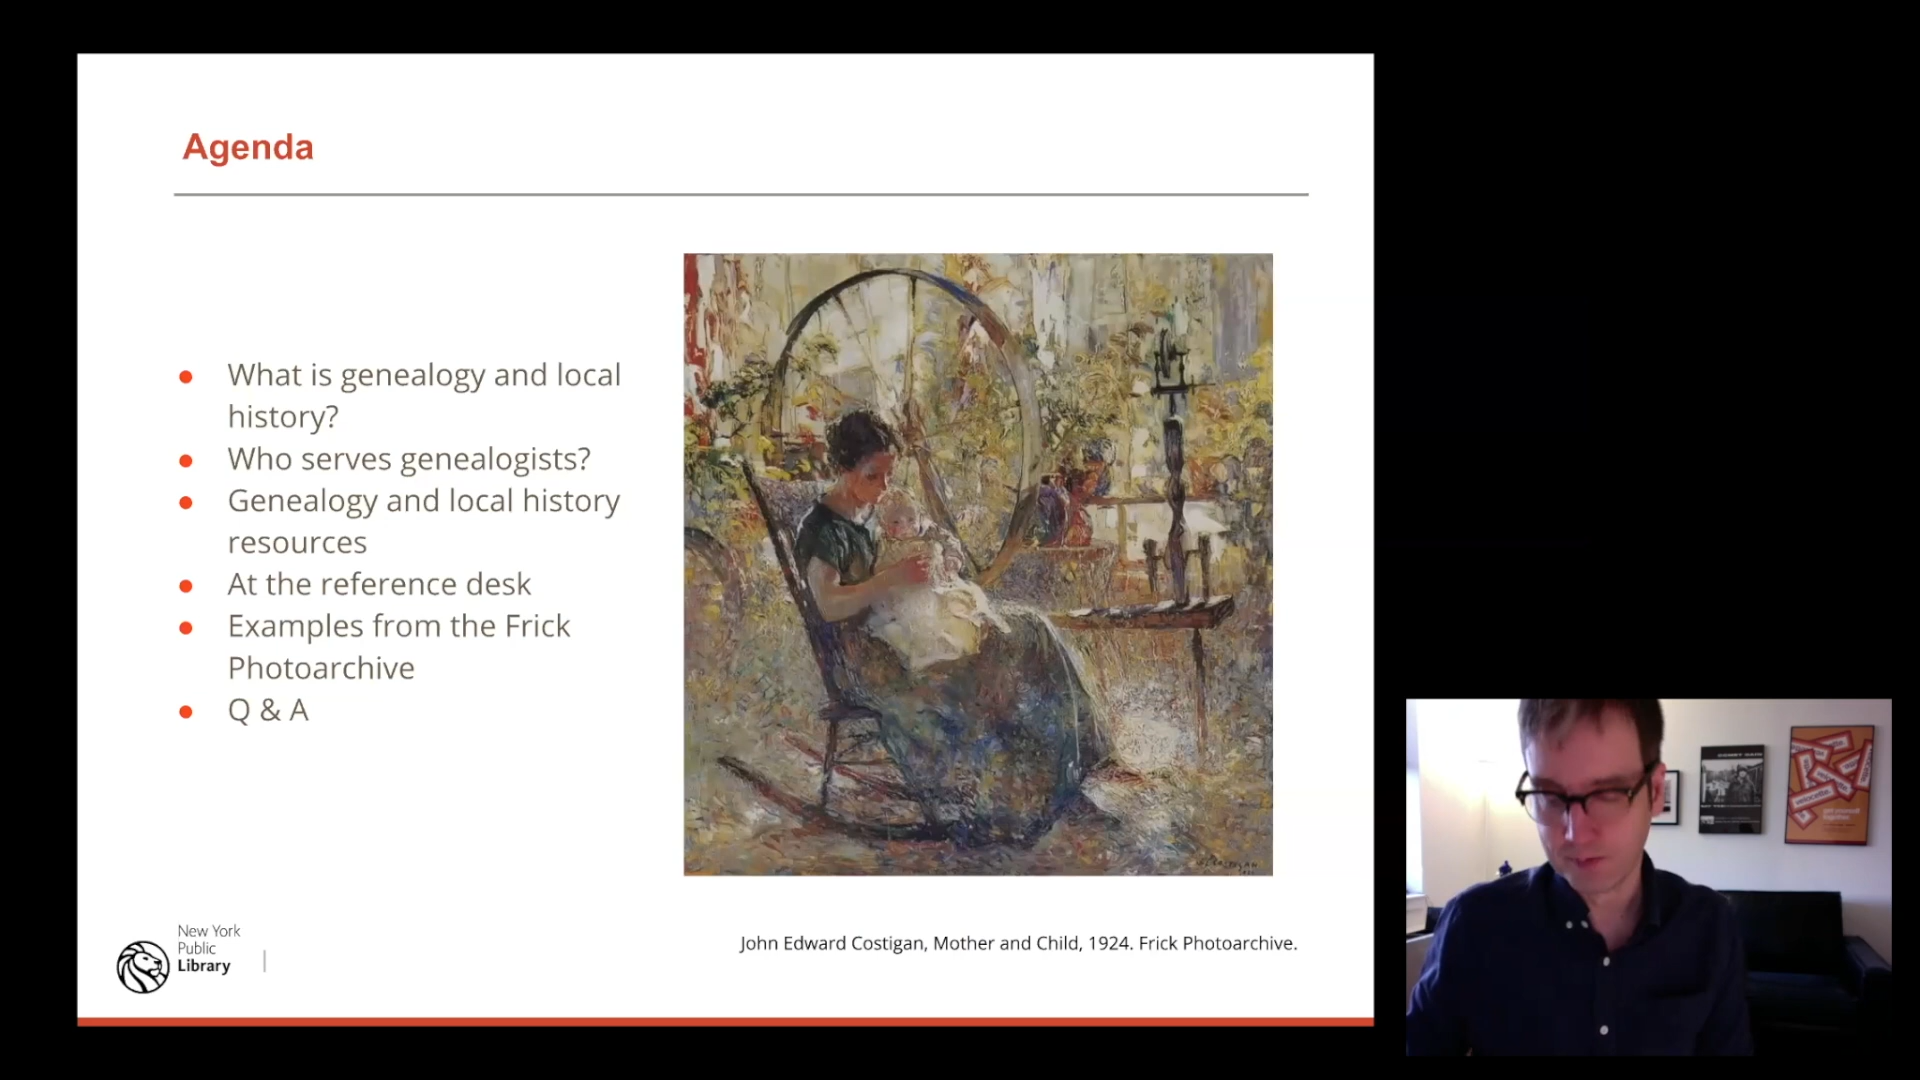 Agenda
● What is genealogy and local
history?
● Who serves genealogists?
● Genealogy and local history
resources
● At the reference desk
● Examples from the Frick
Photoarchive
● Q & A
New York
Public
Library
John Edward Costigan, Mother and Child, 1924. Frick Photoarchive.